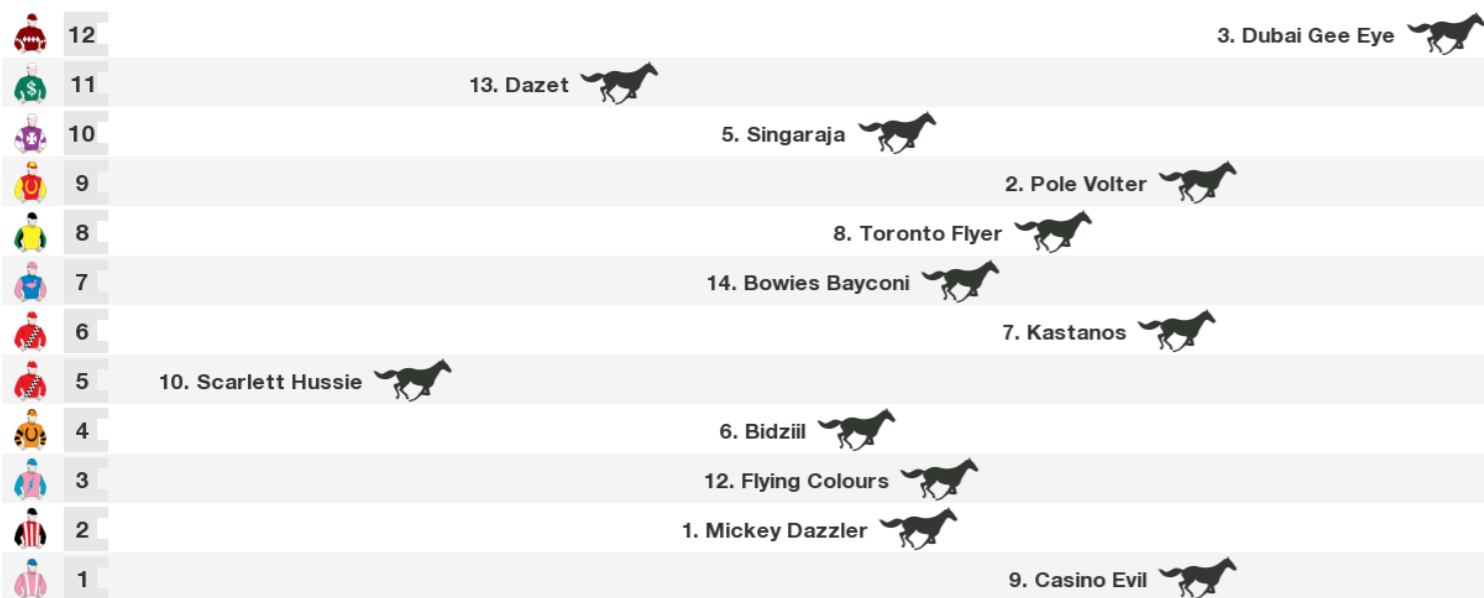 12 3. Dubai Gee Eye
$ 11 13. Dazet
10 5. Singaraja
9 2. Pole Volter
8 8. Toronto Flyer
7 14. Bowies Bayconi
6 7. Kastanos
5 10. Scarlett Hussie
4 6. Bidziil
3 12. Flying Colours
2 1. Mickey Dazzler
1 9. Casino Evil